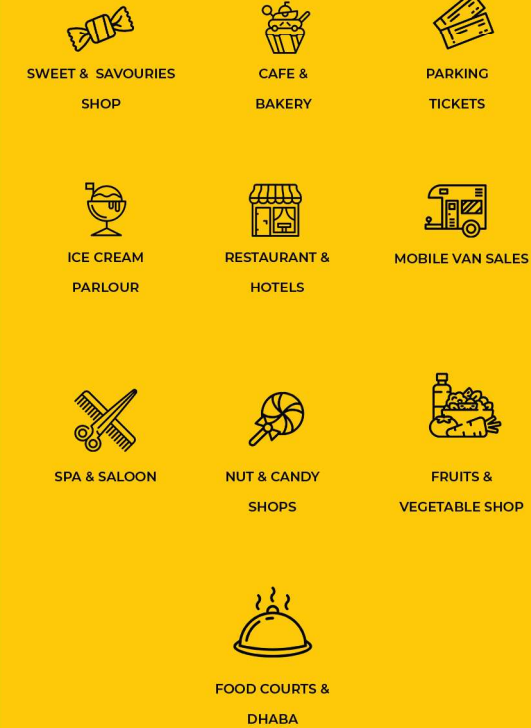 SWEET & SAVOURIES
SHOP
CAFE &
BAKERY
PARKING
TICKETS
ICE CREAM
PARLOUR
RESTAURANT &
HOTELS
MOBILE VAN SALES
SPA & SALOON
NUT & CANDY
SHOPS
FRUITS &
VEGETABLE SHOP
FOOD COURTS &
DHABA